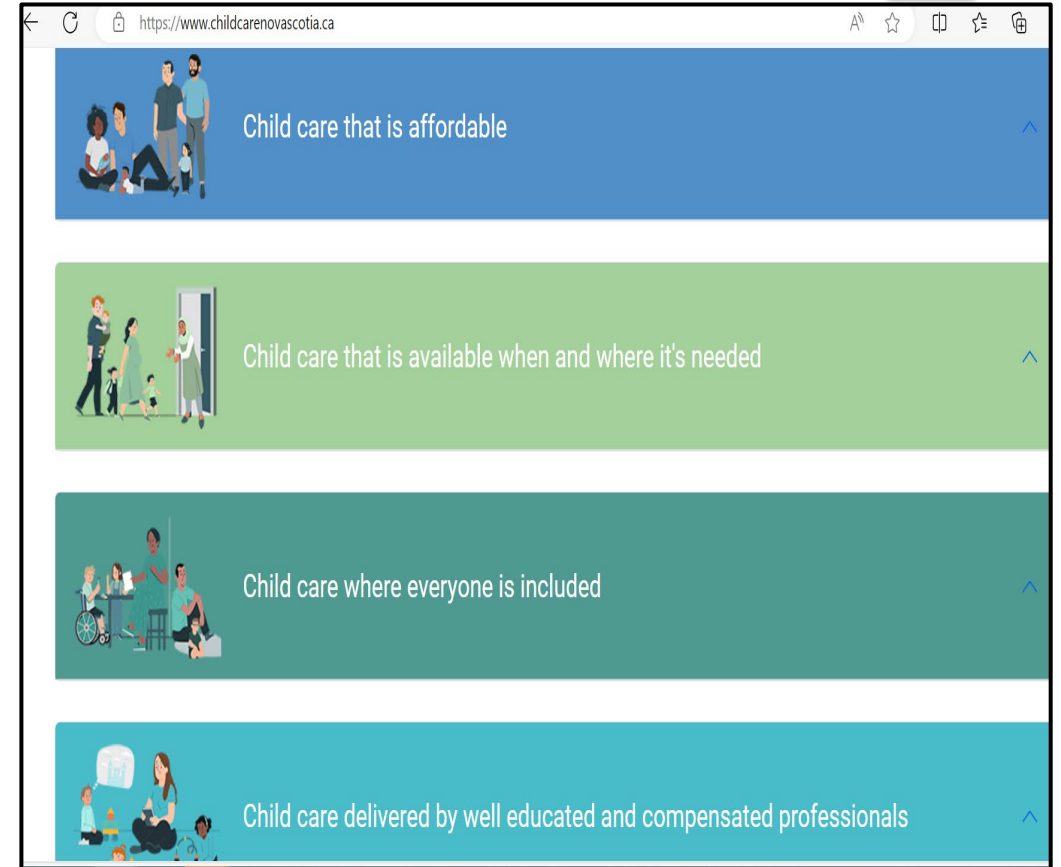 https://www.childcarenovascotia.ca
Child care that is affordable
Child care that is available when and where it's needed
Child care where everyone is included
Child care delivered by well educated and compensated professionals